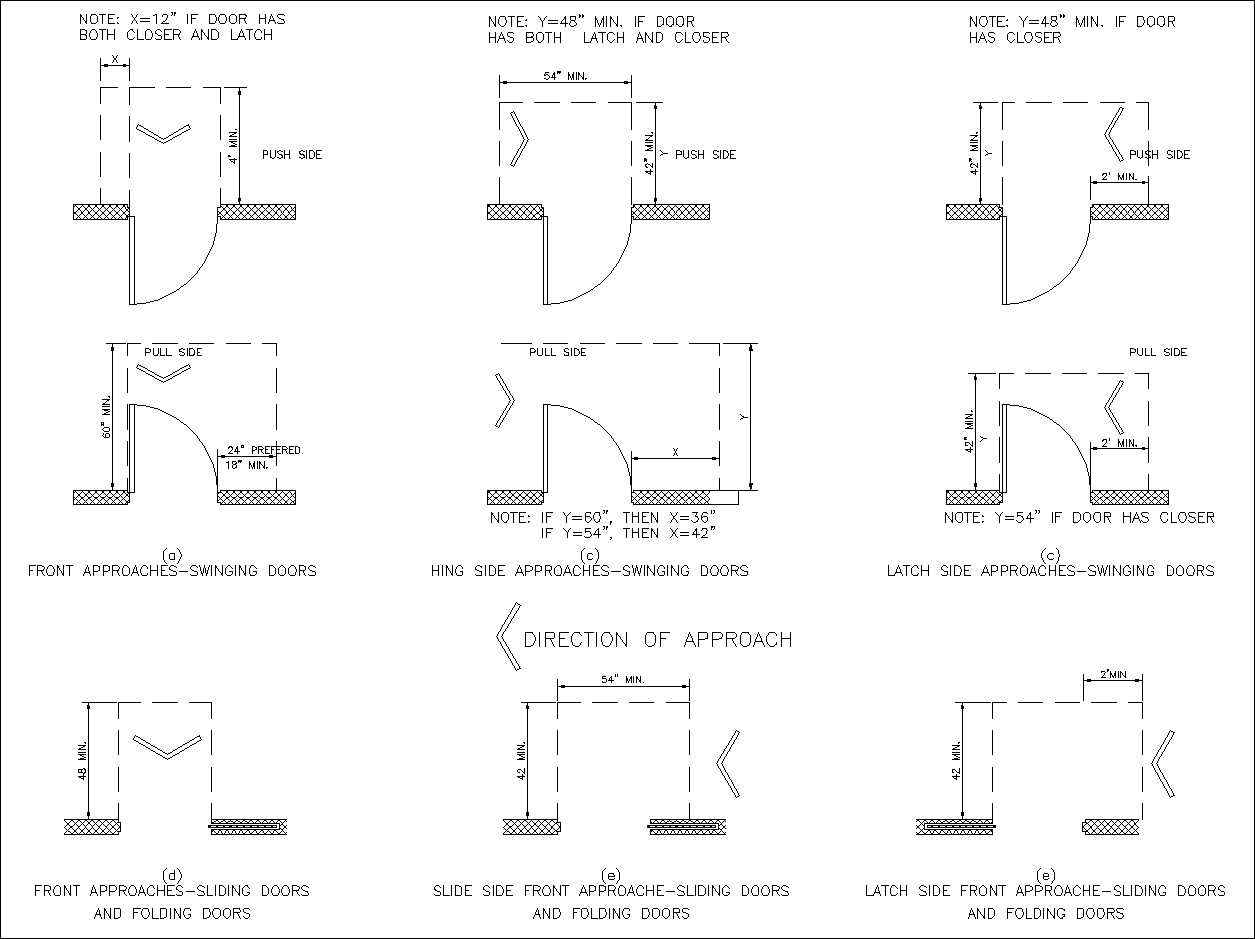 NOTE: X=12" IF DOOR HAS
BOTH CLOSER AND LATCH
X
4' MIN.
PUSH SIDE
NOTE: Y=48" MIN. IF DOOR
HAS BOTH LATCH AND CLOSER
54" MIN.
42" MIN.
Y
PUSH SIDE
NOTE: Y=48" MIN. IF DOOR
HAS CLOSER
42" MIN.
Y
PUSH SIDE
2' MIN.
PULL SIDE
60" MIN.
24" PREFERED
18" MIN.
(a)
FRONT APPROACHES-SWINGING DOORS
PULL SIDE
Y
X
NOTE: IF Y=60", THEN X=36"
IF Y=54", THEN X=42"
(c)
HING SIDE APPROACHES-SWINGING DOORS
PULL SIDE
42" MIN.
Y
2' MIN.
NOTE: Y=54" IF DOOR HAS CLOSER
(c)
LATCH SIDE APPROACHES-SWINGING DOORS
DIRECTION OF APPROACH
48 MIN.
(d)
FRONT APPROACHES-SLIDING DOORS
AND FOLDING DOORS
54" MIN.
42 MIN.
(e)
SLIDE SIDE FRONT APPROACHE-SLIDING DOORS
AND FOLDING DOORS
2'MIN
42 MIN.
(e)
LATCH SIDE FRONT APPROACHE-SLIDING DOORS
AND FOLDING DOORS